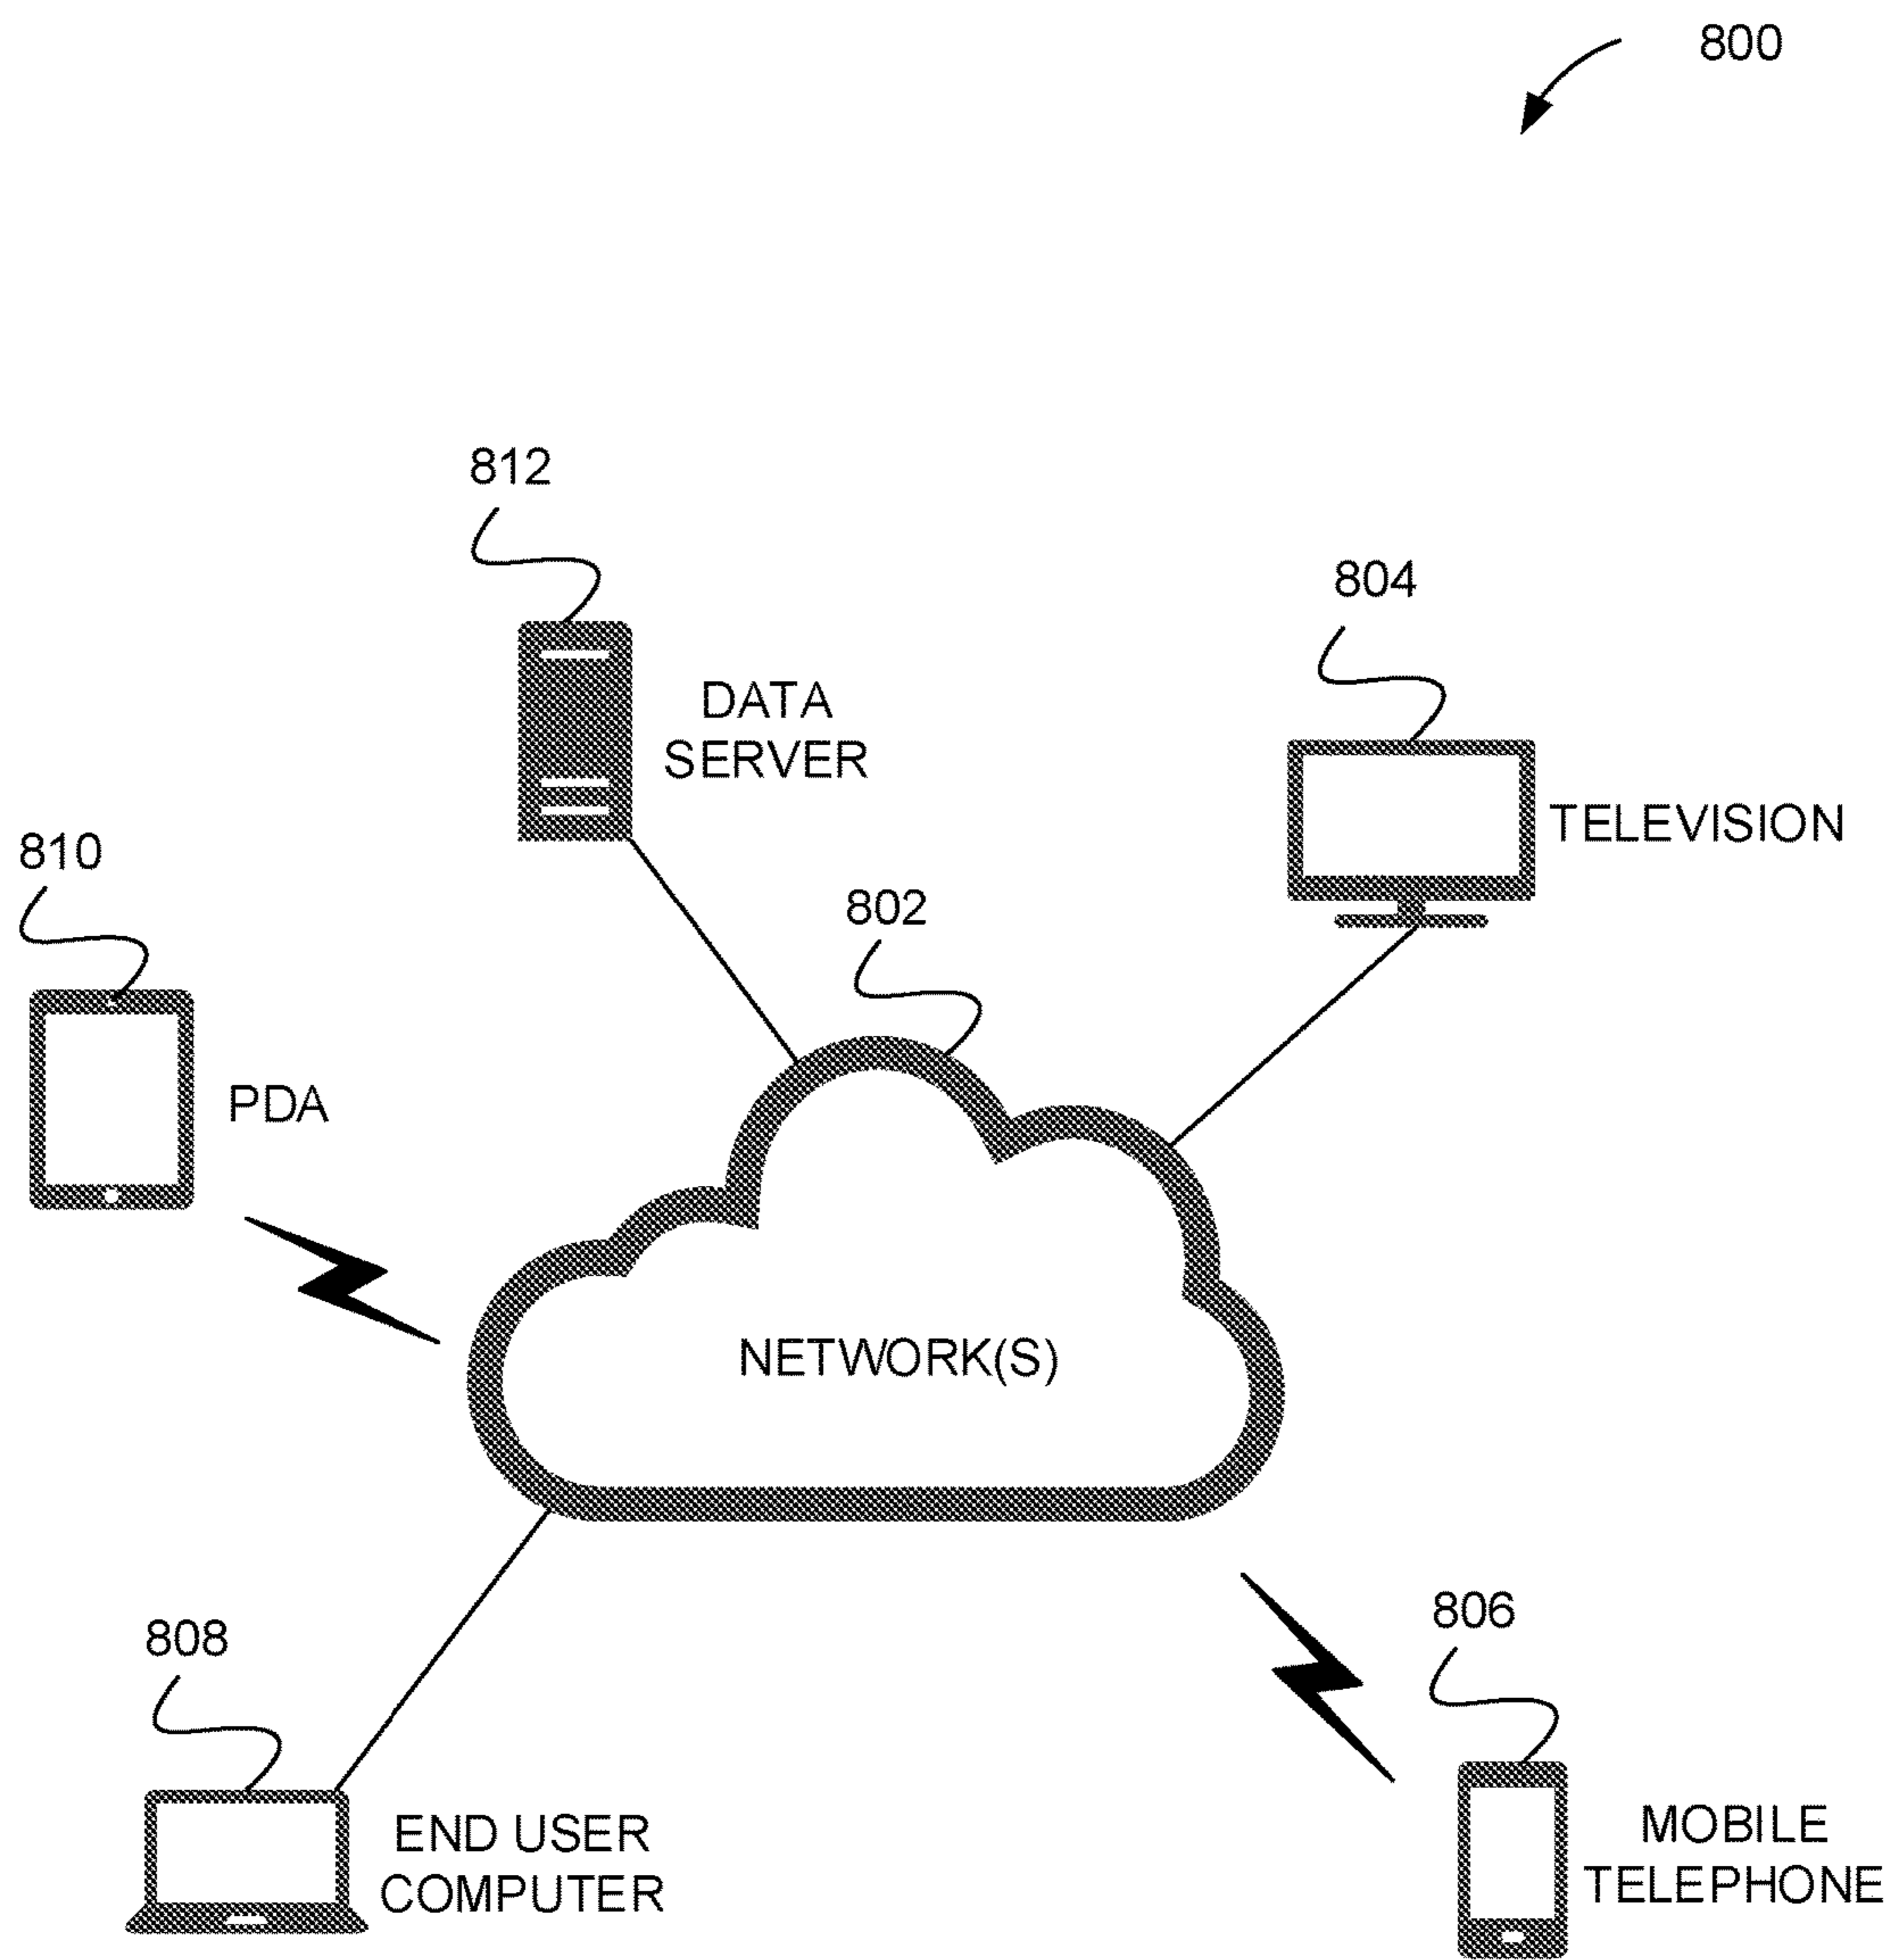 800
812
DATA
SERVER
804
TELEVISION
810
PDA
802
NETWORK(S)
808
END USER
COMPUTER
806
MOBILE
TELEPHONE